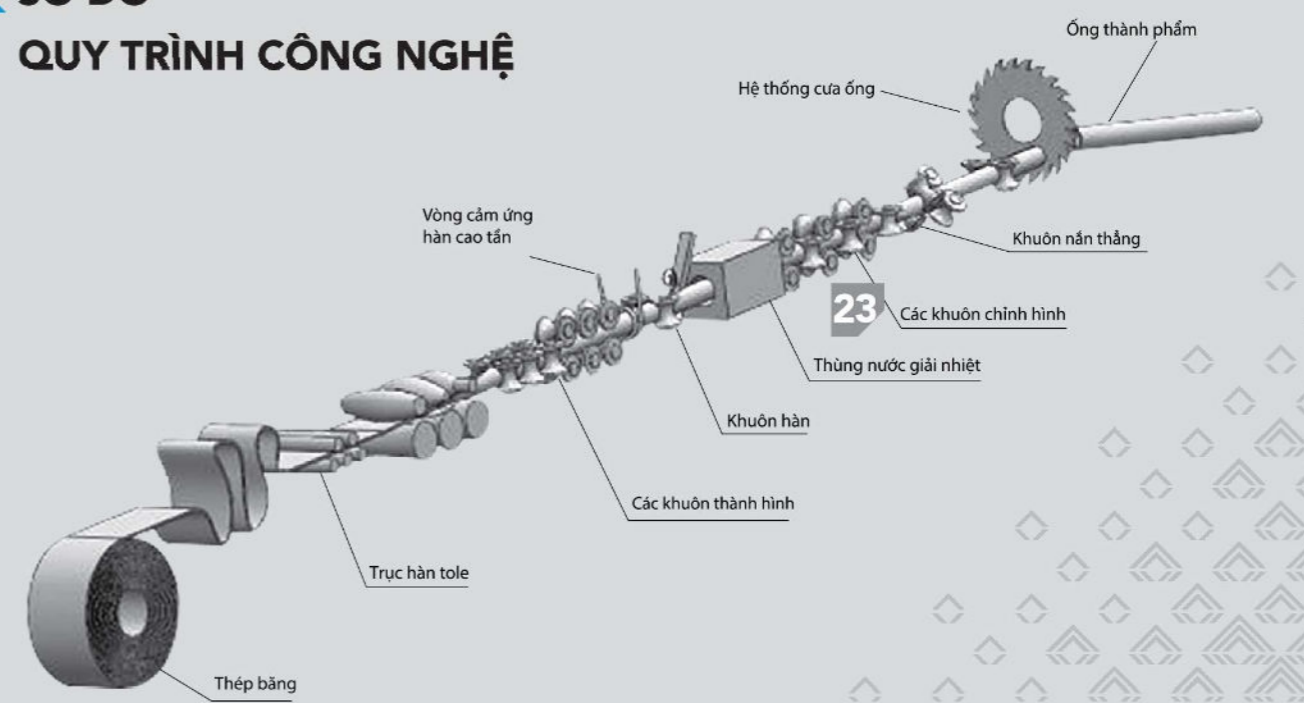 QUY TRÌNH CÔNG NGHỆ
Ống thành phẩm
Hệ thống cưa ống
Vòng cảm ứng
hàn cao tần
Khuôn nắn thẳng
23
Các khuôn chỉnh hình
Thùng nước giải nhiệt
Khuôn hàn
Các khuôn thành hình
Trục hàn tole
Thép băng